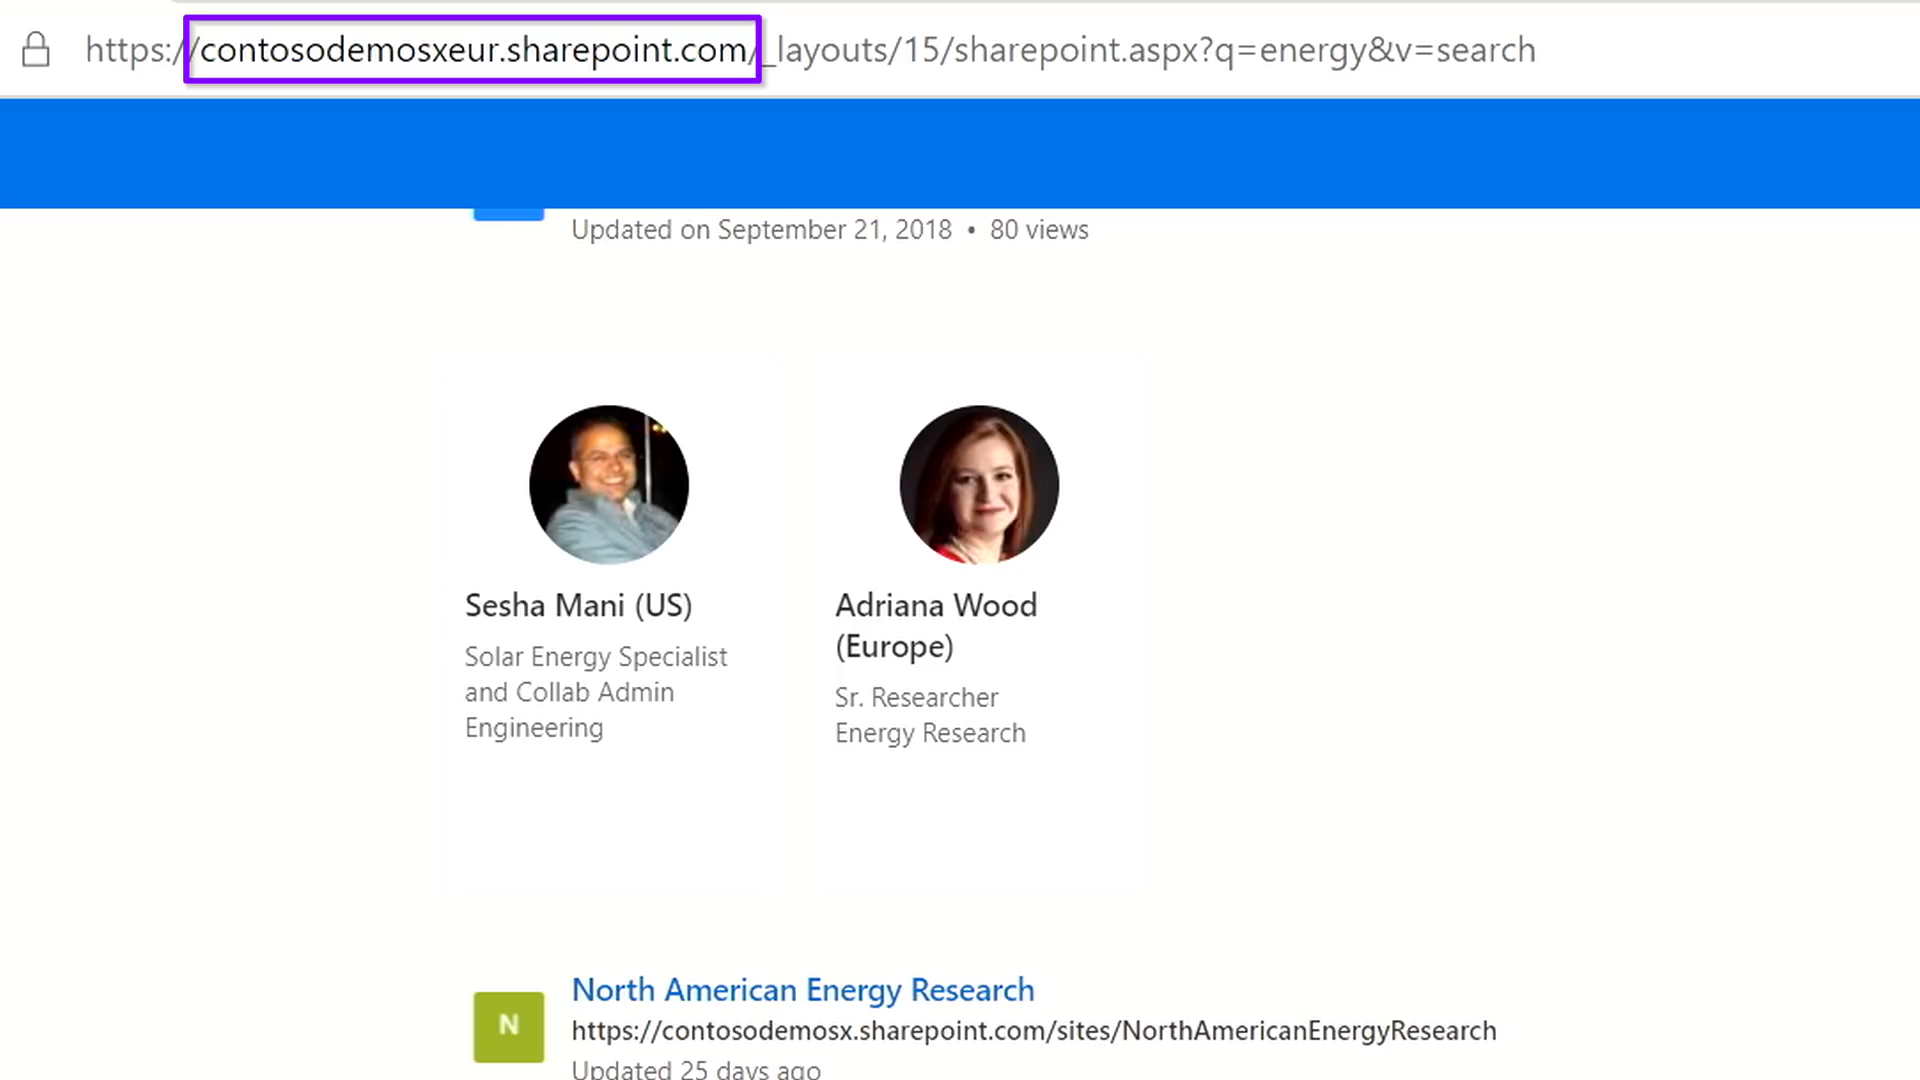 https://contosodemosxeur.sharepoint.com/_layouts/15/sharepoint.aspx?q=energy&v=search
Updated on September 21, 2018 • 80 views
Sesha Mani (US)
Solar Energy Specialist
and Collab Admin
Engineering
Adriana Wood
(Europe)
Sr. Researcher
Energy Research
N
North American Energy Research
https://contosodemosx.sharepoint.com/sites/NorthAmericanEnergyResearch
Updated 25 days ago